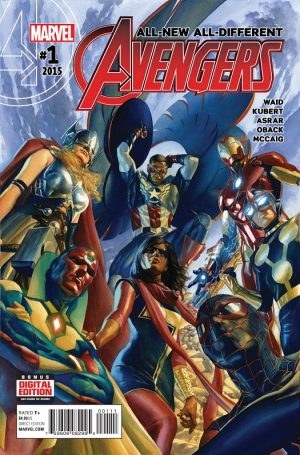 MARVEL
#1
2015
ALL-NEW ALL-DIFFERENT
AVENGERS
WAID
KUBERT
ASRAR
OBACK
MCCAIG
BONUS
DIGITAL
EDITION
RATED T+
DIRECT EDITION
MARVEL.COM
00111